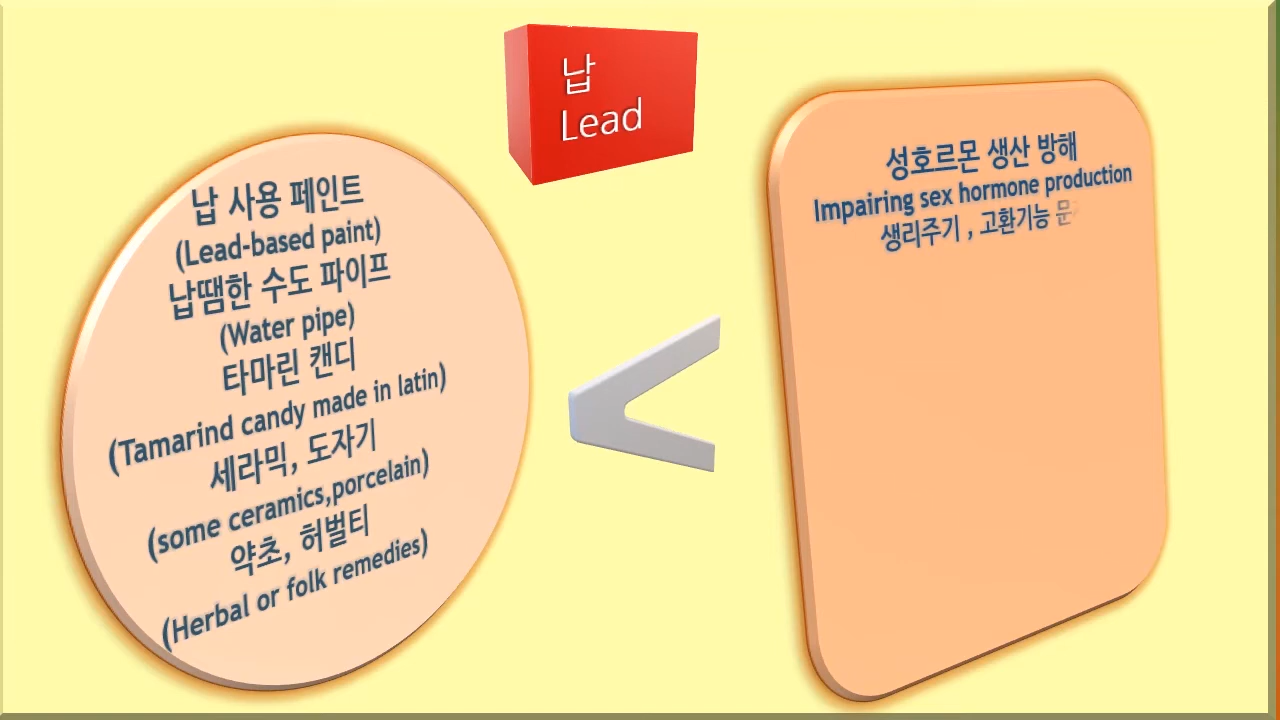 납
Lead
납 사용 페인트
(Lead-based paint)
납땜한 수도 파이프
(Water pipe)
타마린 캔디
(Tamarind candy made in latin)
세라믹, 도자기
(some ceramics,porcelain)
약초, 허벌티
(Herbal or folk remedies)
성호르몬 생산 방해
Impairing sex hormone production
생리주기 , 고환기능